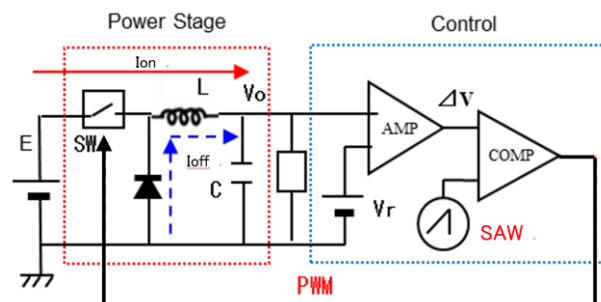 Power Stage
Control
Ion
L
Vo
ΔV
AMP
E
SW
Ioff
COMP
C
Vr
SAW
PWM